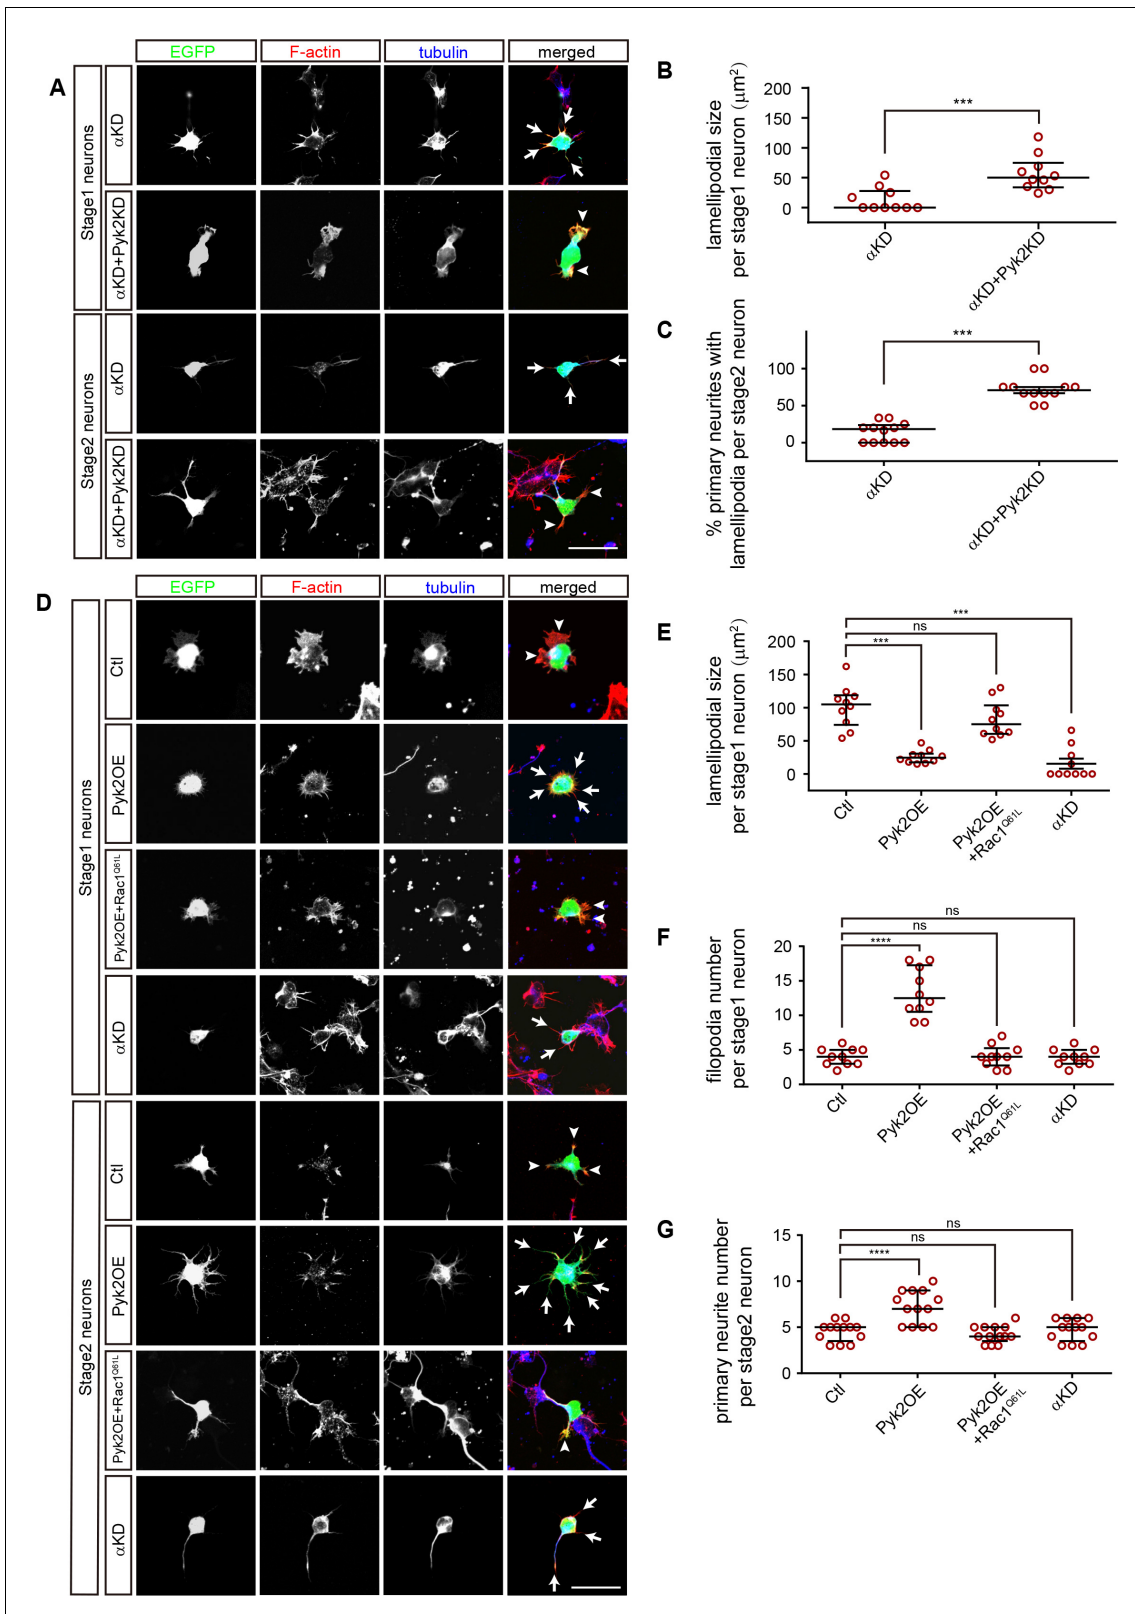 A
EGFP F-actin tubulin merged
Stage1 neurons
αKD
αKD+Pyk2KD
Stage2 neurons
αKD
αKD+Pyk2KD
B
lamellipodial size
per stage1 neuron (μm²)
200
150
100
50
0
***
αKD
αKD+Pyk2KD
C
% primary neurites with
lamellipodia per stage2 neuron
100
50
0
***
αKD
αKD+Pyk2KD
D
EGFP F-actin tubulin merged
Stage1 neurons
Ctl
Pyk2OE
Pyk2OE+Rac1Q61L
αKD
Stage2 neurons
Ctl
Pyk2OE
Pyk2OE+Rac1Q61L
αKD
E
lamellipodial size
per stage1 neuron (μm²)
200
150
100
50
0
***
ns
***
Ctl
Pyk2OE
Pyk2OE
+Rac1Q61L
αKD
F
filopodia number
per stage1 neuron
20
15
10
5
0
ns
ns
****
Ctl
Pyk2OE
Pyk2OE
+Rac1Q61L
αKD
G
primary neurite number
per stage2 neuron
15
10
5
0
ns
ns
****
Ctl
Pyk2OE
Pyk2OE
+Rac1Q61L
αKD